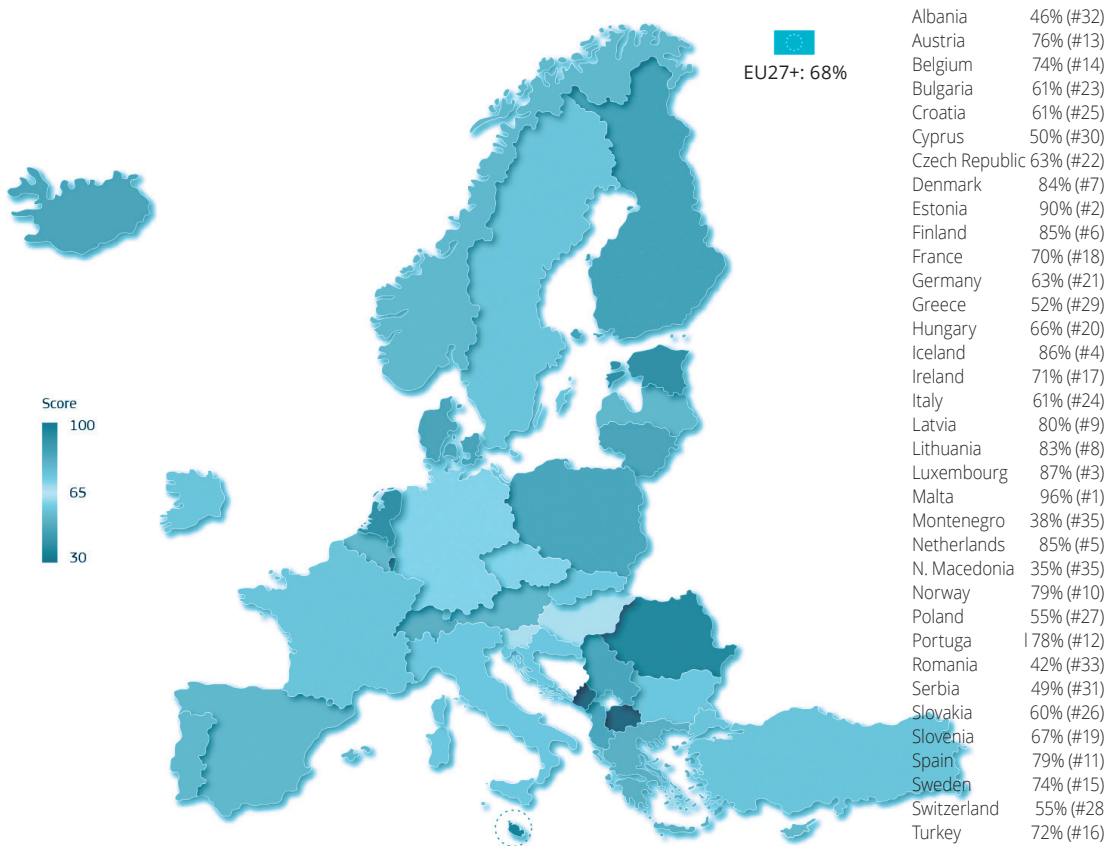 EU27+: 68%
Score
100
65
30
Albania 46% (#32)
Austria 76% (#13)
Belgium 74% (#14)
Bulgaria 61% (#23)
Croatia 61% (#25)
Cyprus 50% (#30)
Czech Republic 63% (#22)
Denmark 84% (#7)
Estonia 90% (#2)
Finland 85% (#6)
France 70% (#18)
Germany 63% (#21)
Greece 52% (#29)
Hungary 66% (#20)
Iceland 86% (#4)
Ireland 71% (#17)
Italy 61% (#24)
Latvia 80% (#9)
Lithuania 83% (#8)
Luxembourg 87% (#3)
Malta 96% (#1)
Montenegro 38% (#35)
Netherlands 85% (#5)
N. Macedonia 35% (#35)
Norway 79% (#10)
Poland 55% (#27)
Portuga l 78% (#12)
Romania 42% (#33)
Serbia 49% (#31)
Slovakia 60% (#26)
Slovenia 67% (#19)
Spain 79% (#11)
Sweden 74% (#15)
Switzerland 55% (#28
Turkey 72% (#16)